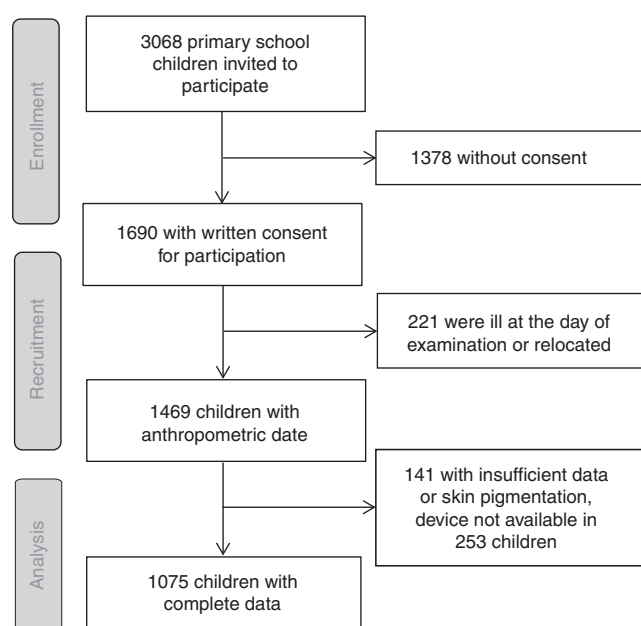 3068 primary school
children invited to
participate
Enrollment
1378 without consent
1690 with written consent
for participation
Recruitment
221 were ill at the day of
examination or relocated
1469 children with
anthropometric date
141 with insufficient data
or skin pigmentation,
device not available in
253 children
Analysis
1075 children with
complete data